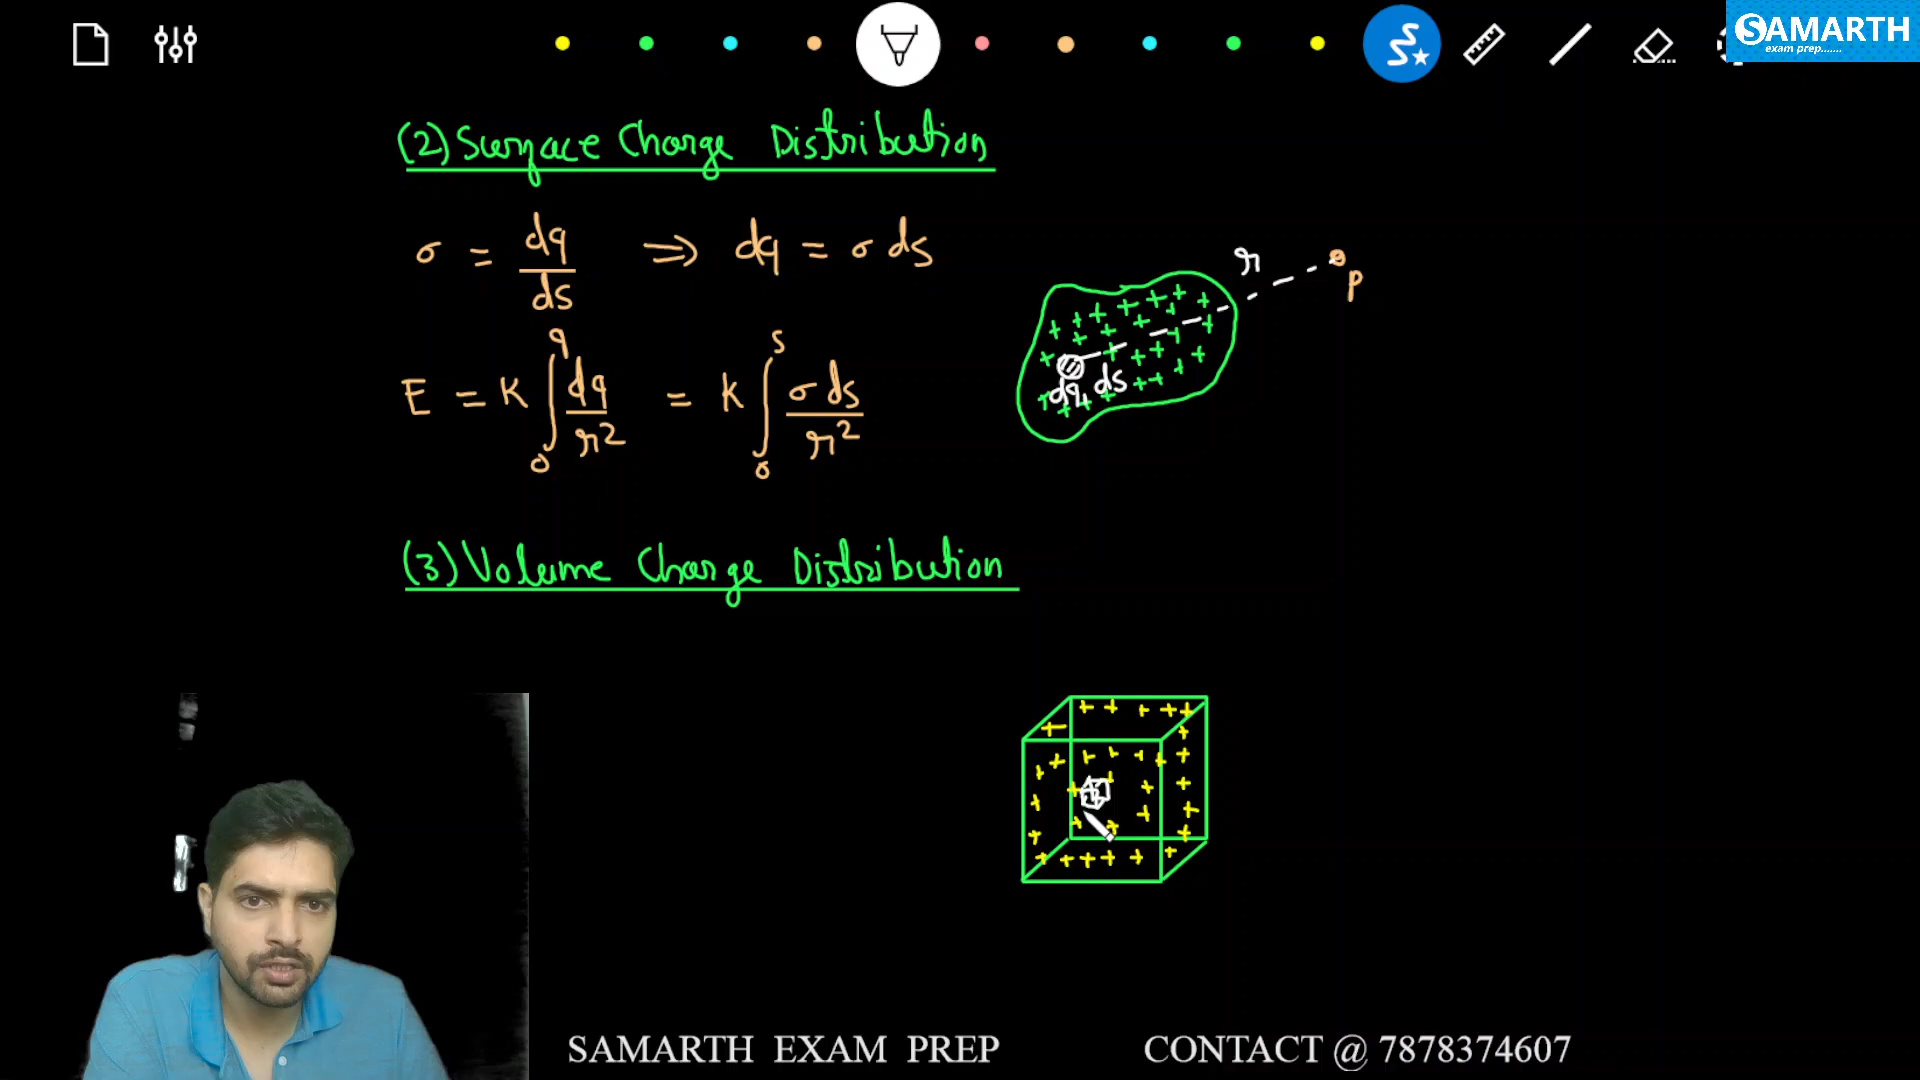 SAMARTH
exam prep.......
(2) Surface Charge Distribution
σ = dq/ds ⇒ dq = σ ds
r
P
dq, ds
E = K ∫₀^q dq/r² = K ∫₀^s σ ds/r²
(3) Volume Charge Distribution
SAMARTH EXAM PREP
CONTACT @ 7878374607